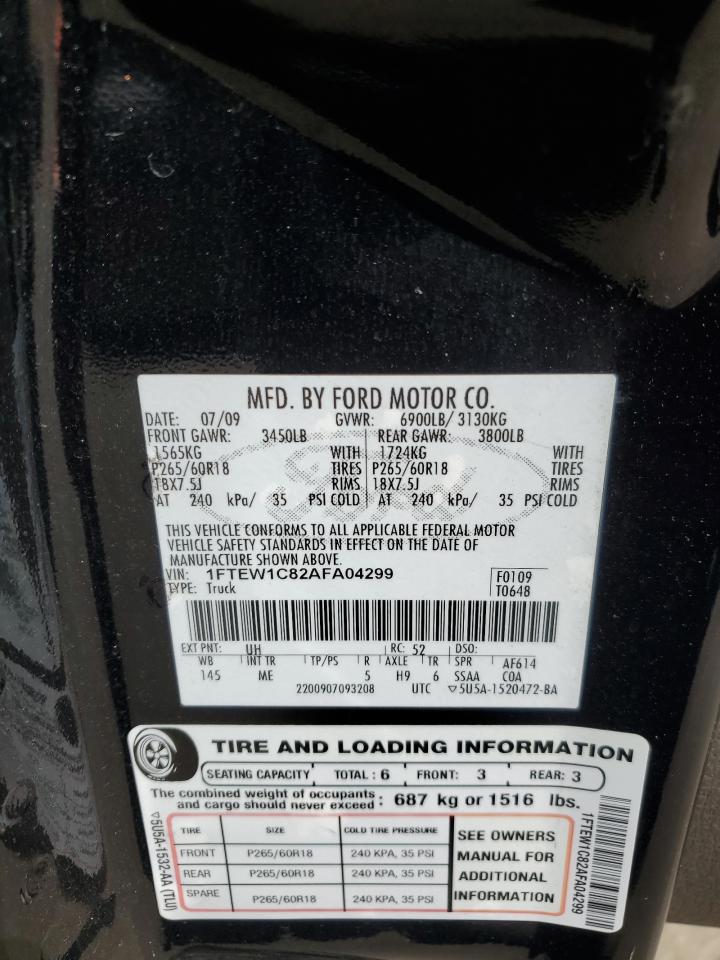 MFD. BY FORD MOTOR CO.
DATE: 07/09 GVWR: 6900LB/ 3130KG
FRONT GAWR: 3450LB REAR GAWR: 3800LB
1565KG WITH 1724KG WITH
P265/60R18 TIRES P265/60R18 TIRES
18X7.5J RIMS 18X7.5J RIMS
AT 240 kPa/ 35 PSI COLD AT 240 kPa/ 35 PSI COLD
THIS VEHICLE CONFORMS TO ALL APPLICABLE FEDERAL MOTOR
VEHICLE SAFETY STANDARDS IN EFFECT ON THE DATE OF
MANUFACTURE SHOWN ABOVE.
VIN: 1FTEW1C82AFA04299 F0109
TYPE: Truck T0648
EXT PNT: UH RC: 52 DSO:
WB INT TR TP/PS R AXLE TR SPR AF614
145 ME 5 H9 6 SSAA COA
2200907093208 UTC ▽5U5A-1520472-BA
TIRE AND LOADING INFORMATION
SEATING CAPACITY TOTAL: 6 FRONT: 3 REAR: 3
The combined weight of occupants
and cargo should never exceed : 687 kg or 1516 lbs.
TIRE SIZE COLD TIRE PRESSURE
FRONT P265/60R18 240 KPA, 35 PSI
REAR P265/60R18 240 KPA, 35 PSI
SPARE P265/60R18 240 KPA, 35 PSI
SEE OWNERS
MANUAL FOR
ADDITIONAL
INFORMATION
▽5U5A-1532-AA (TLU)
1FTEW1C82AFA04299